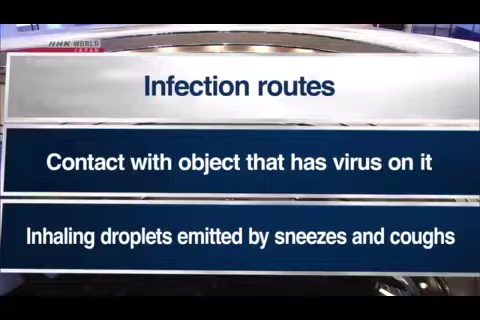 NHK WORLD
JAPAN
Infection routes
Contact with object that has virus on it
Inhaling droplets emitted by sneezes and coughs